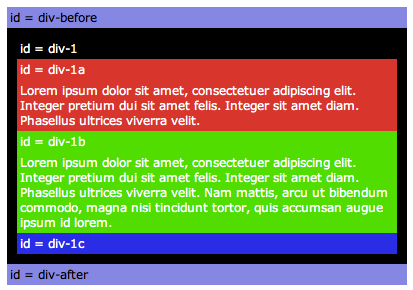 id = div-before
id = div-1
id = div-1a
Lorem ipsum dolor sit amet, consectetuer adipiscing elit.
Integer pretium dui sit amet felis. Integer sit amet diam.
Phasellus ultrices viverra velit.
id = div-1b
Lorem ipsum dolor sit amet, consectetuer adipiscing elit.
Integer pretium dui sit amet felis. Integer sit amet diam.
Phasellus ultrices viverra velit. Nam mattis, arcu ut bibendum
commodo, magna nisi tincidunt tortor, quis accumsan augue
ipsum id lorem.
id = div-1c
id = div-after